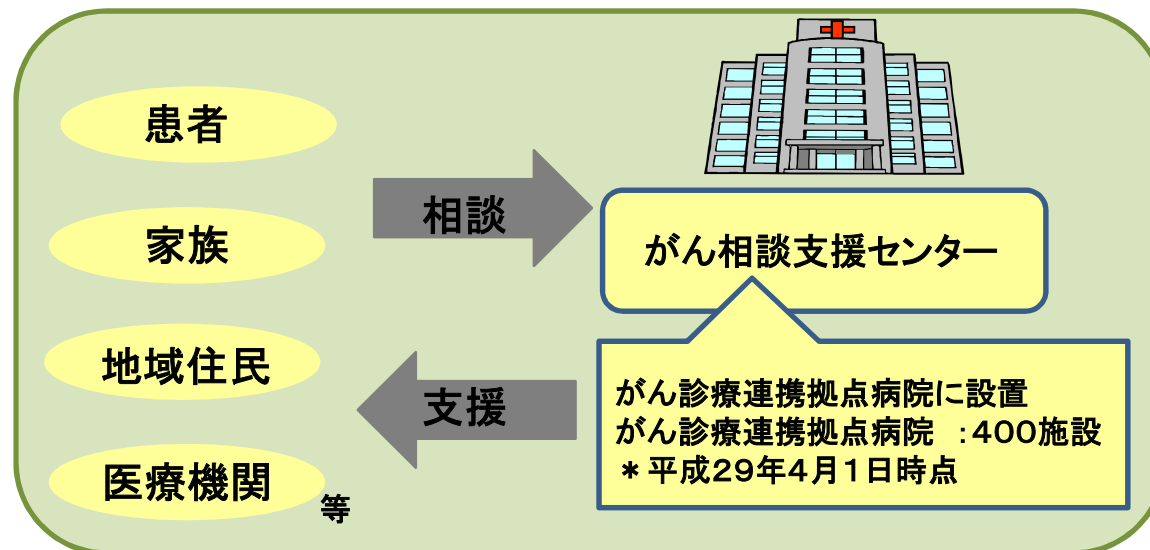 患者
家族
地域住民
医療機関
等
相談
支援
がん相談支援センター
がん診療連携拠点病院に設置
がん診療連携拠点病院　：４００施設
＊平成２９年４月１日時点